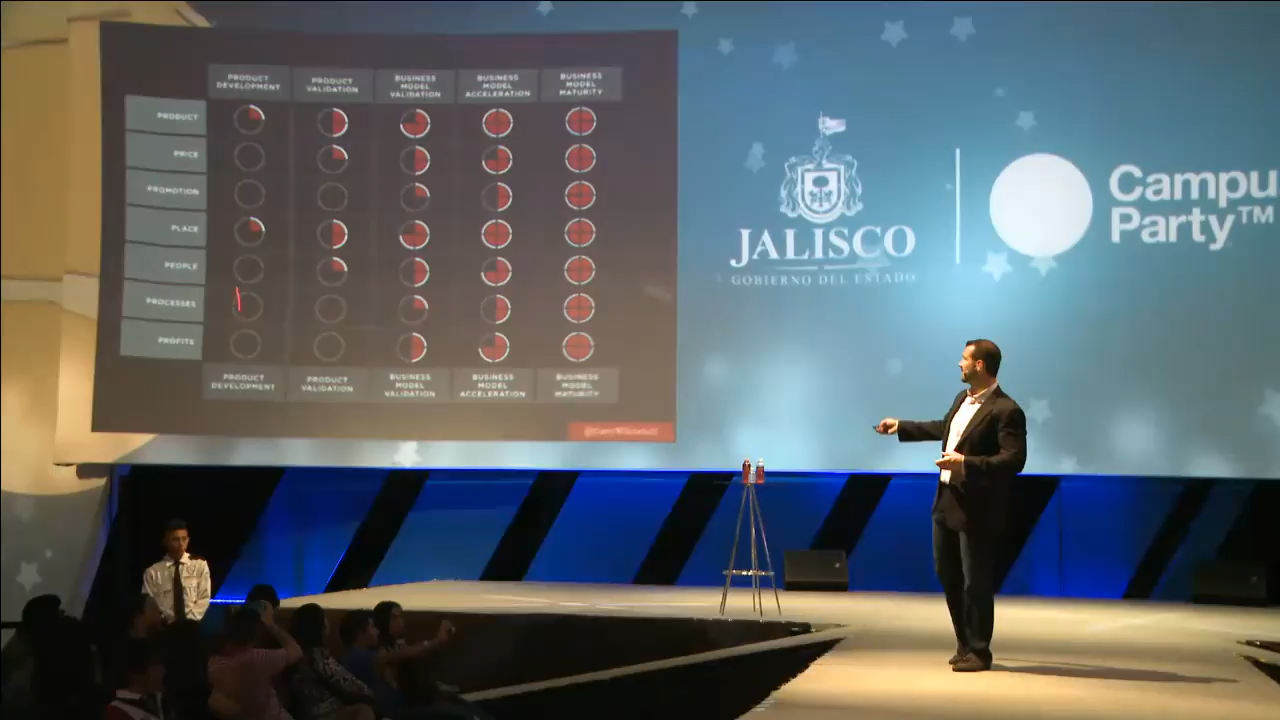 PRODUCT DEVELOPMENT
PRODUCT VALIDATION
BUSINESS MODEL VALIDATION
BUSINESS MODEL ACCELERATION
BUSINESS MODEL MATURITY
PRODUCT
PRICE
PROMOTION
PLACE
PEOPLE
PROCESSES
PROFITS
PRODUCT DEVELOPMENT
PRODUCT VALIDATION
BUSINESS MODEL VALIDATION
BUSINESS MODEL ACCELERATION
BUSINESS MODEL MATURITY
JALISCO
GOBIERNO DEL ESTADO
Campu
Party™